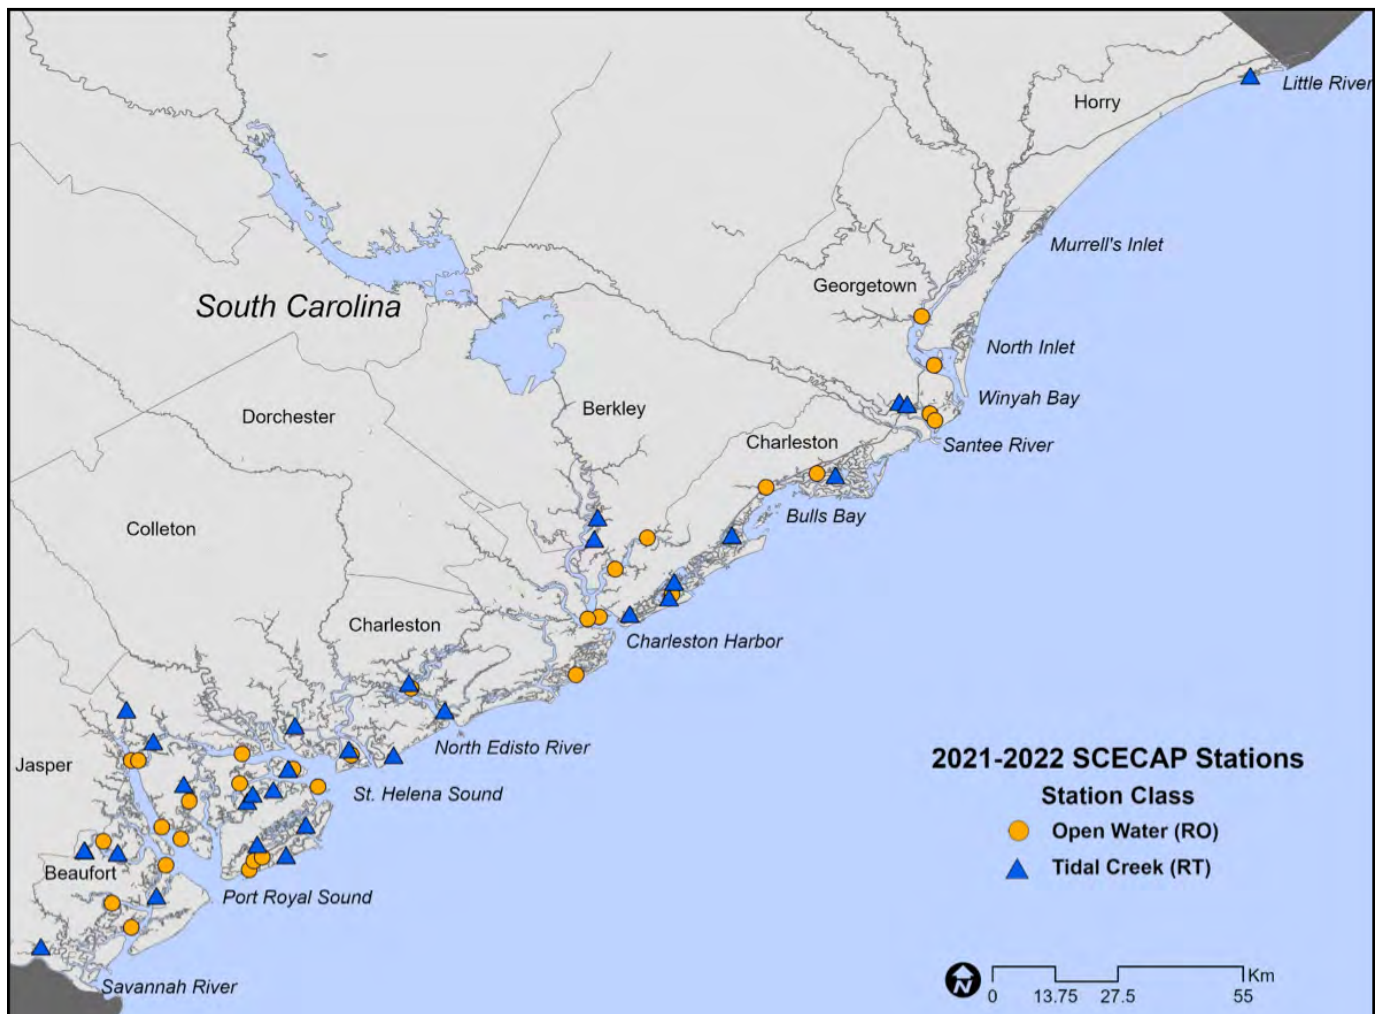 Little River
Horry
Murrell's Inlet
Georgetown
South Carolina
North Inlet
Winyah Bay
Berkley
Dorchester
Charleston
Santee River
Bulls Bay
Colleton
Charleston
Charleston Harbor
North Edisto River
Jasper
St. Helena Sound
Beaufort
Port Royal Sound
Savannah River
2021-2022 SCECAP Stations
Station Class
Open Water (RO)
Tidal Creek (RT)
N
Km
0 13.75 27.5 55